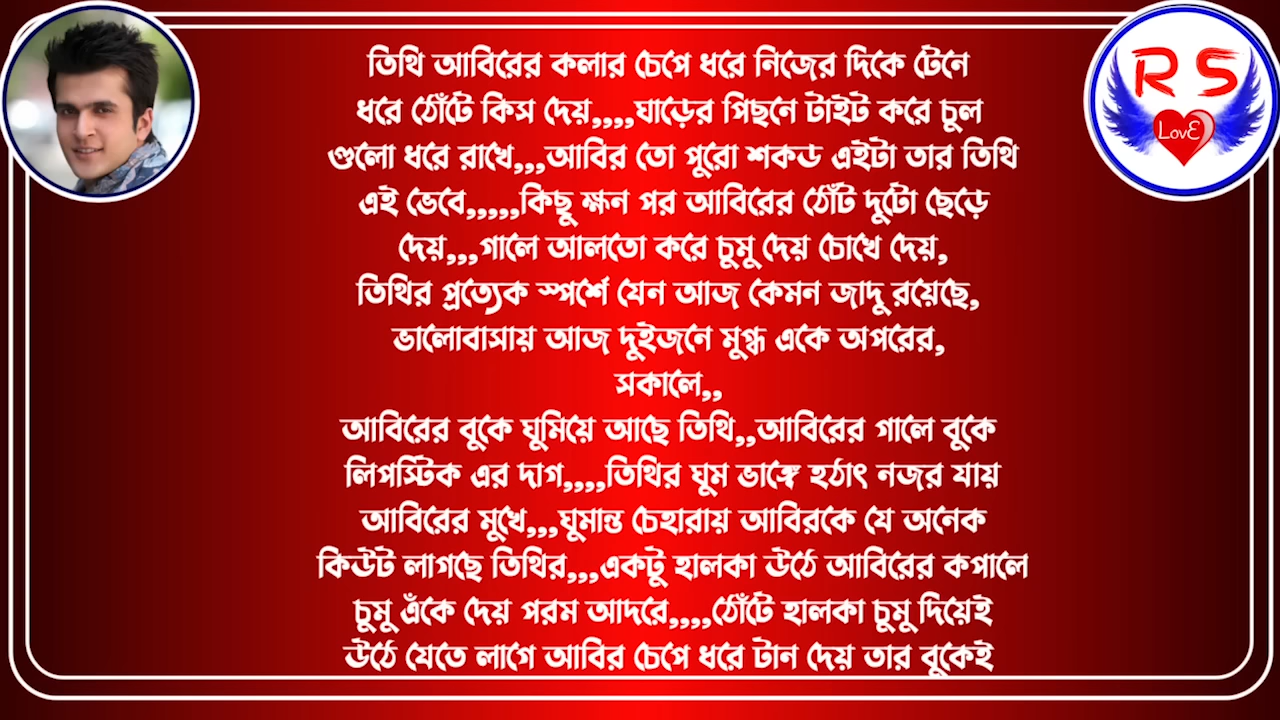 তিথি আবিরের কলার চেপে ধরে নিজের দিকে টেনে
ধরে ঠোঁটে কিস দেয়,,,,ঘাড়ের পিছনে টাইট করে চুল
গুলো ধরে রাখে,,,আবির তো পুরো শকড এইটা তার তিথি
এই ভেবে,,,,,কিছু ক্ষন পর আবিরের ঠোঁট দুটো ছেড়ে
দেয়,,,গালে আলতো করে চুমু দেয় চোখে দেয়,
তিথির প্রত্যেক স্পর্শে যেন আজ কেমন জাদু রয়েছে,
ভালোবাসায় আজ দুইজনে মুগ্ধ একে অপরের,
সকালে,,
আবিরের বুকে ঘুমিয়ে আছে তিথি,,আবিরের গালে বুকে
লিপস্টিক এর দাগ,,,,তিথির ঘুম ভাঙ্গে হঠাৎ নজর যায়
আবিরের মুখে,,,ঘুমান্ত চেহারায় আবিরকে যে অনেক
কিউট লাগছে তিথির,,,একটু হালকা উঠে আবিরের কপালে
চুমু এঁকে দেয় পরম আদরে,,,,ঠোঁটে হালকা চুমু দিয়েই
উঠে যেতে লাগে আবির চেপে ধরে টান দেয় তার বুকেই
R S
LovE